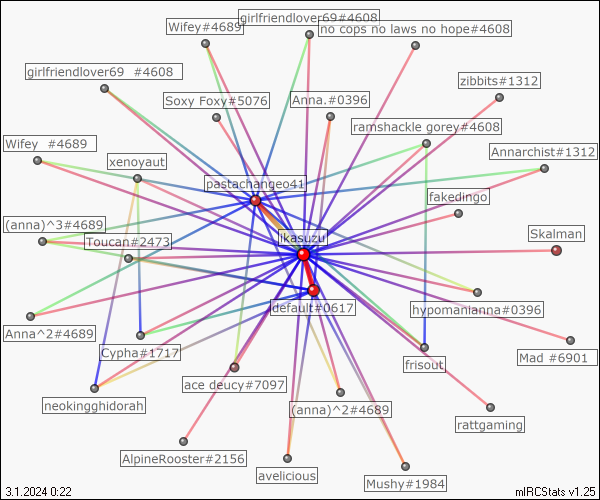 girlfriendlover69#4608
Wifey#4689
no cops no laws no hope#4608
girlfriendlover69 #4608
zibbits#1312
Soxy Foxy#5076
Anna.#0396
ramshackle gorey#4608
Wifey #4689
Annarchist#1312
xenoyaut
pastachangeo41
fakedingo
(anna)^3#4689
Toucan#2473
ikasuzu
Skalman
default#0617
hypomanianna#0396
Anna^2#4689
Cypha#1717
frisout
Mad #6901
ace deucy#7097
neokingghidorah
(anna)^2#4689
rattgaming
AlpineRooster#2156
avelicious
Mushy#1984
3.1.2024 0:22
mIRCStats v1.25